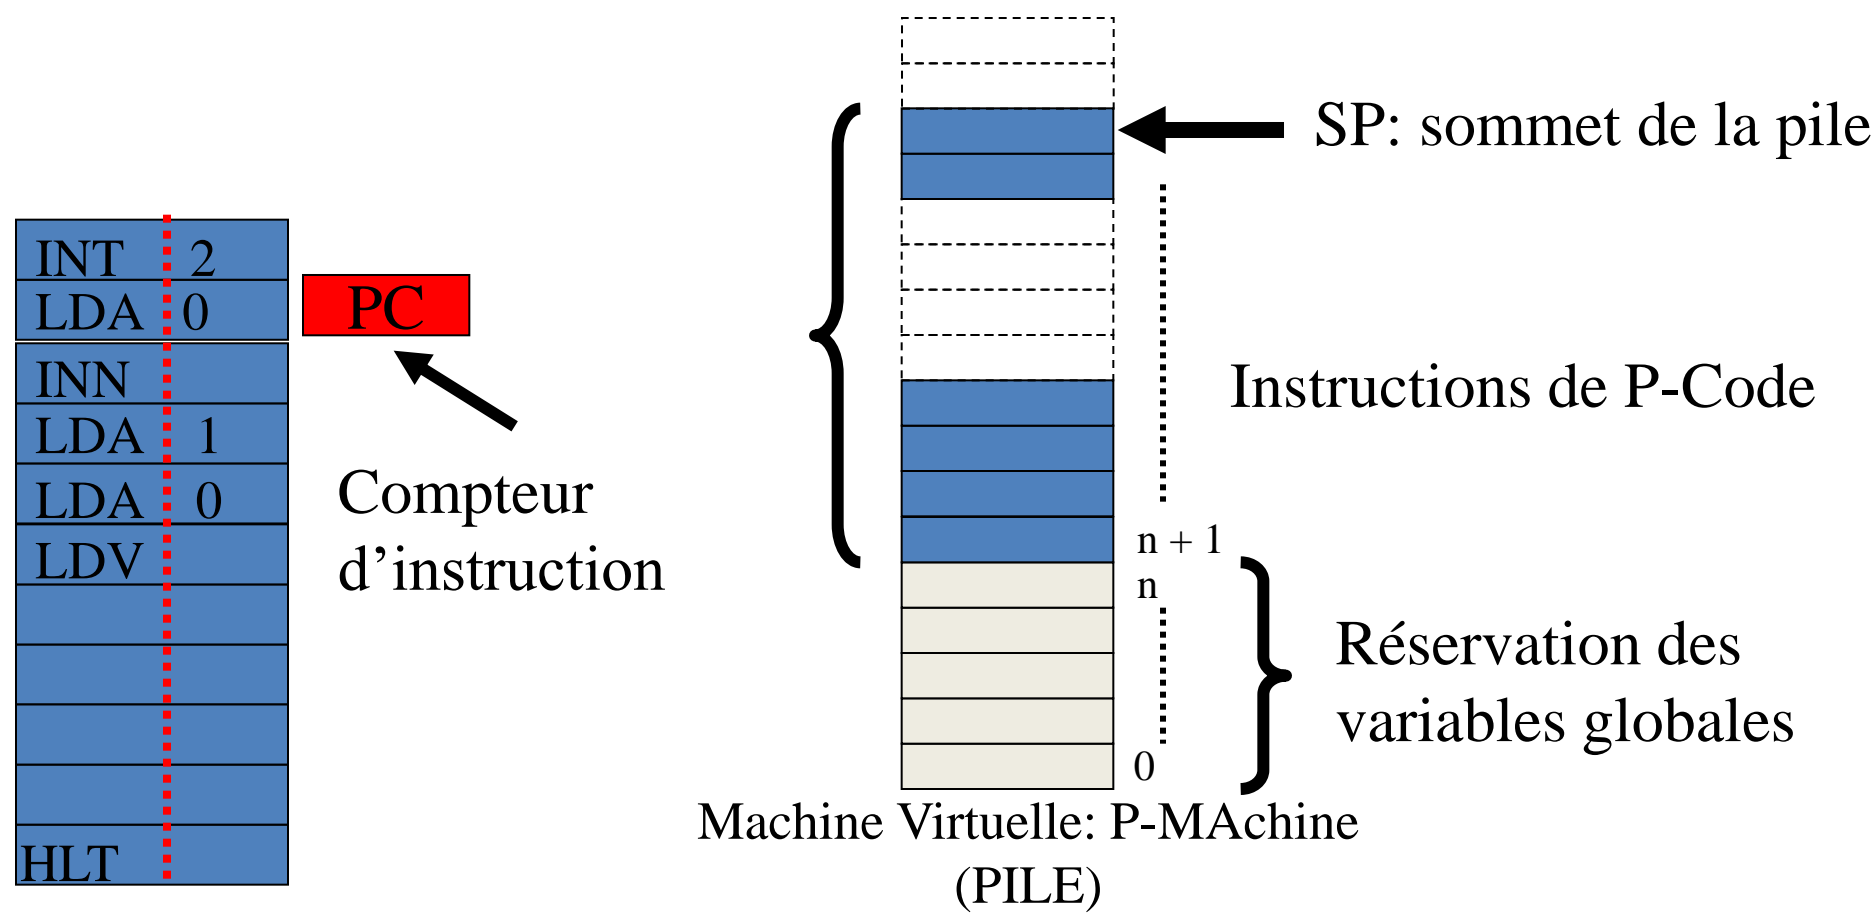 INT 2
LDA 0
INN
LDA 1
LDA 0
LDV
HLT
PC
Compteur
d’instruction
SP: sommet de la pile
Instructions de P-Code
n + 1
n
0
Réservation des
variables globales
Machine Virtuelle: P-MAchine
(PILE)